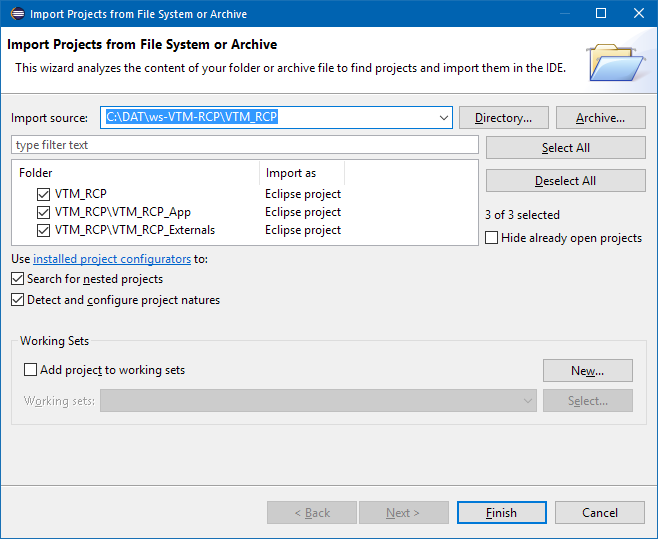 Import Projects from File System or Archive
Import Projects from File System or Archive
This wizard analyzes the content of your folder or archive file to find projects and import them in the IDE.
Import source: C:\DAT\ws-VTM-RCP\VTM_RCP Directory... Archive...
type filter text Select All
Folder Import as
VTM_RCP Eclipse project Deselect All
VTM_RCP\VTM_RCP_App Eclipse project 3 of 3 selected
VTM_RCP\VTM_RCP_Externals Eclipse project Hide already open projects
Use installed project configurators to:
Search for nested projects
Detect and configure project natures
Working Sets
Add project to working sets New...
Working sets: Select...
< Back Next > Finish Cancel